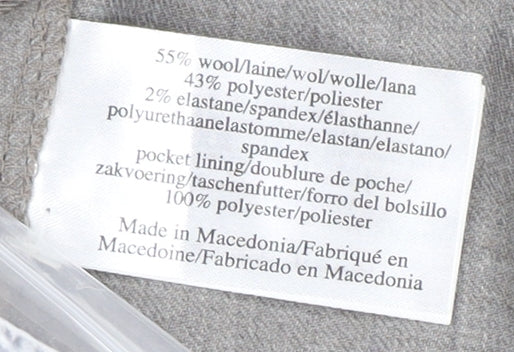 55% wool/laine/wol/wolle/lana
43% polyester/poliester
2% elastane/spandex/élasthanne/
polyurethaanelastomme/elastan/elastano/
spandex
pocket lining/doublure de poche/
zakvoering/taschenfutter/forro del bolsillo
100% polyester/poliester
Made in Macedonia/Fabriqué en
Macedoine/Fabricado en Macedonia